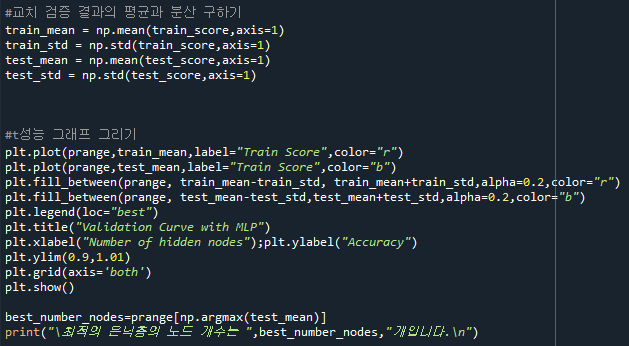 #교치 검증 결과의 평균과 분산 구하기
train_mean = np.mean(train_score,axis=1)
train_std = np.std(train_score,axis=1)
test_mean = np.mean(test_score,axis=1)
test_std = np.std(test_score,axis=1)
#t성능 그래프 그리기
plt.plot(prange,train_mean,label="Train Score",color="r")
plt.plot(prange,test_mean,label="Train Score",color="b")
plt.fill_between(prange, train_mean-train_std, train_mean+train_std,alpha=0.2,color="r")
plt.fill_between(prange, test_mean-test_std,test_mean+test_std,alpha=0.2,color="b")
plt.legend(loc="best")
plt.title("Validation Curve with MLP")
plt.xlabel("Number of hidden nodes");plt.ylabel("Accuracy")
plt.ylim(0.9,1.01)
plt.grid(axis='both')
plt.show()
best_number_nodes=prange[np.argmax(test_mean)]
print("\최적의 은닉층의 노드 개수는 ",best_number_nodes,"개입니다.\n")